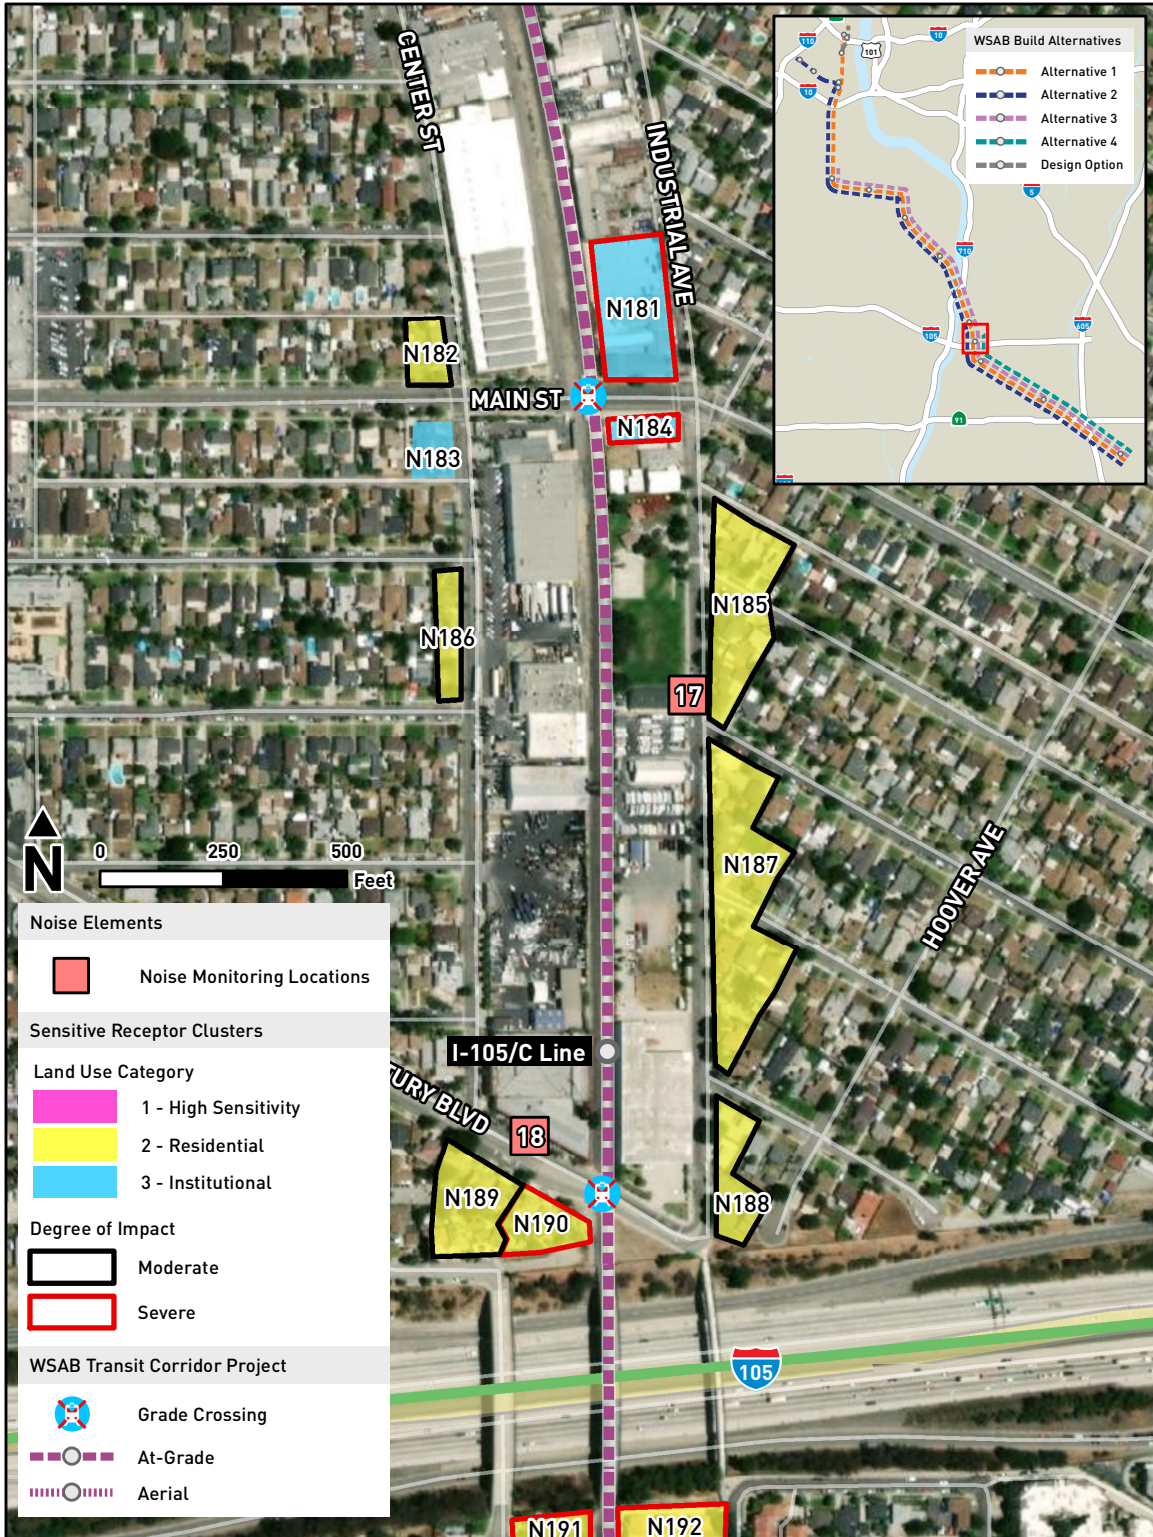 CENTER ST
INDUSTRIAL AVE
N181
N182
MAIN ST
N183
N184
N185
N186
17
N187
HOOVER AVE
N
0 250 500
Feet
I-105/C Line
TURY BLVD
18
N188
N189
N190
105
N191
N192
WSAB Build Alternatives
Alternative 1
Alternative 2
Alternative 3
Alternative 4
Design Option
110
101
10
10
5
710
105
605
91
Noise Elements
Noise Monitoring Locations
Sensitive Receptor Clusters
Land Use Category
1 - High Sensitivity
2 - Residential
3 - Institutional
Degree of Impact
Moderate
Severe
WSAB Transit Corridor Project
Grade Crossing
At-Grade
Aerial